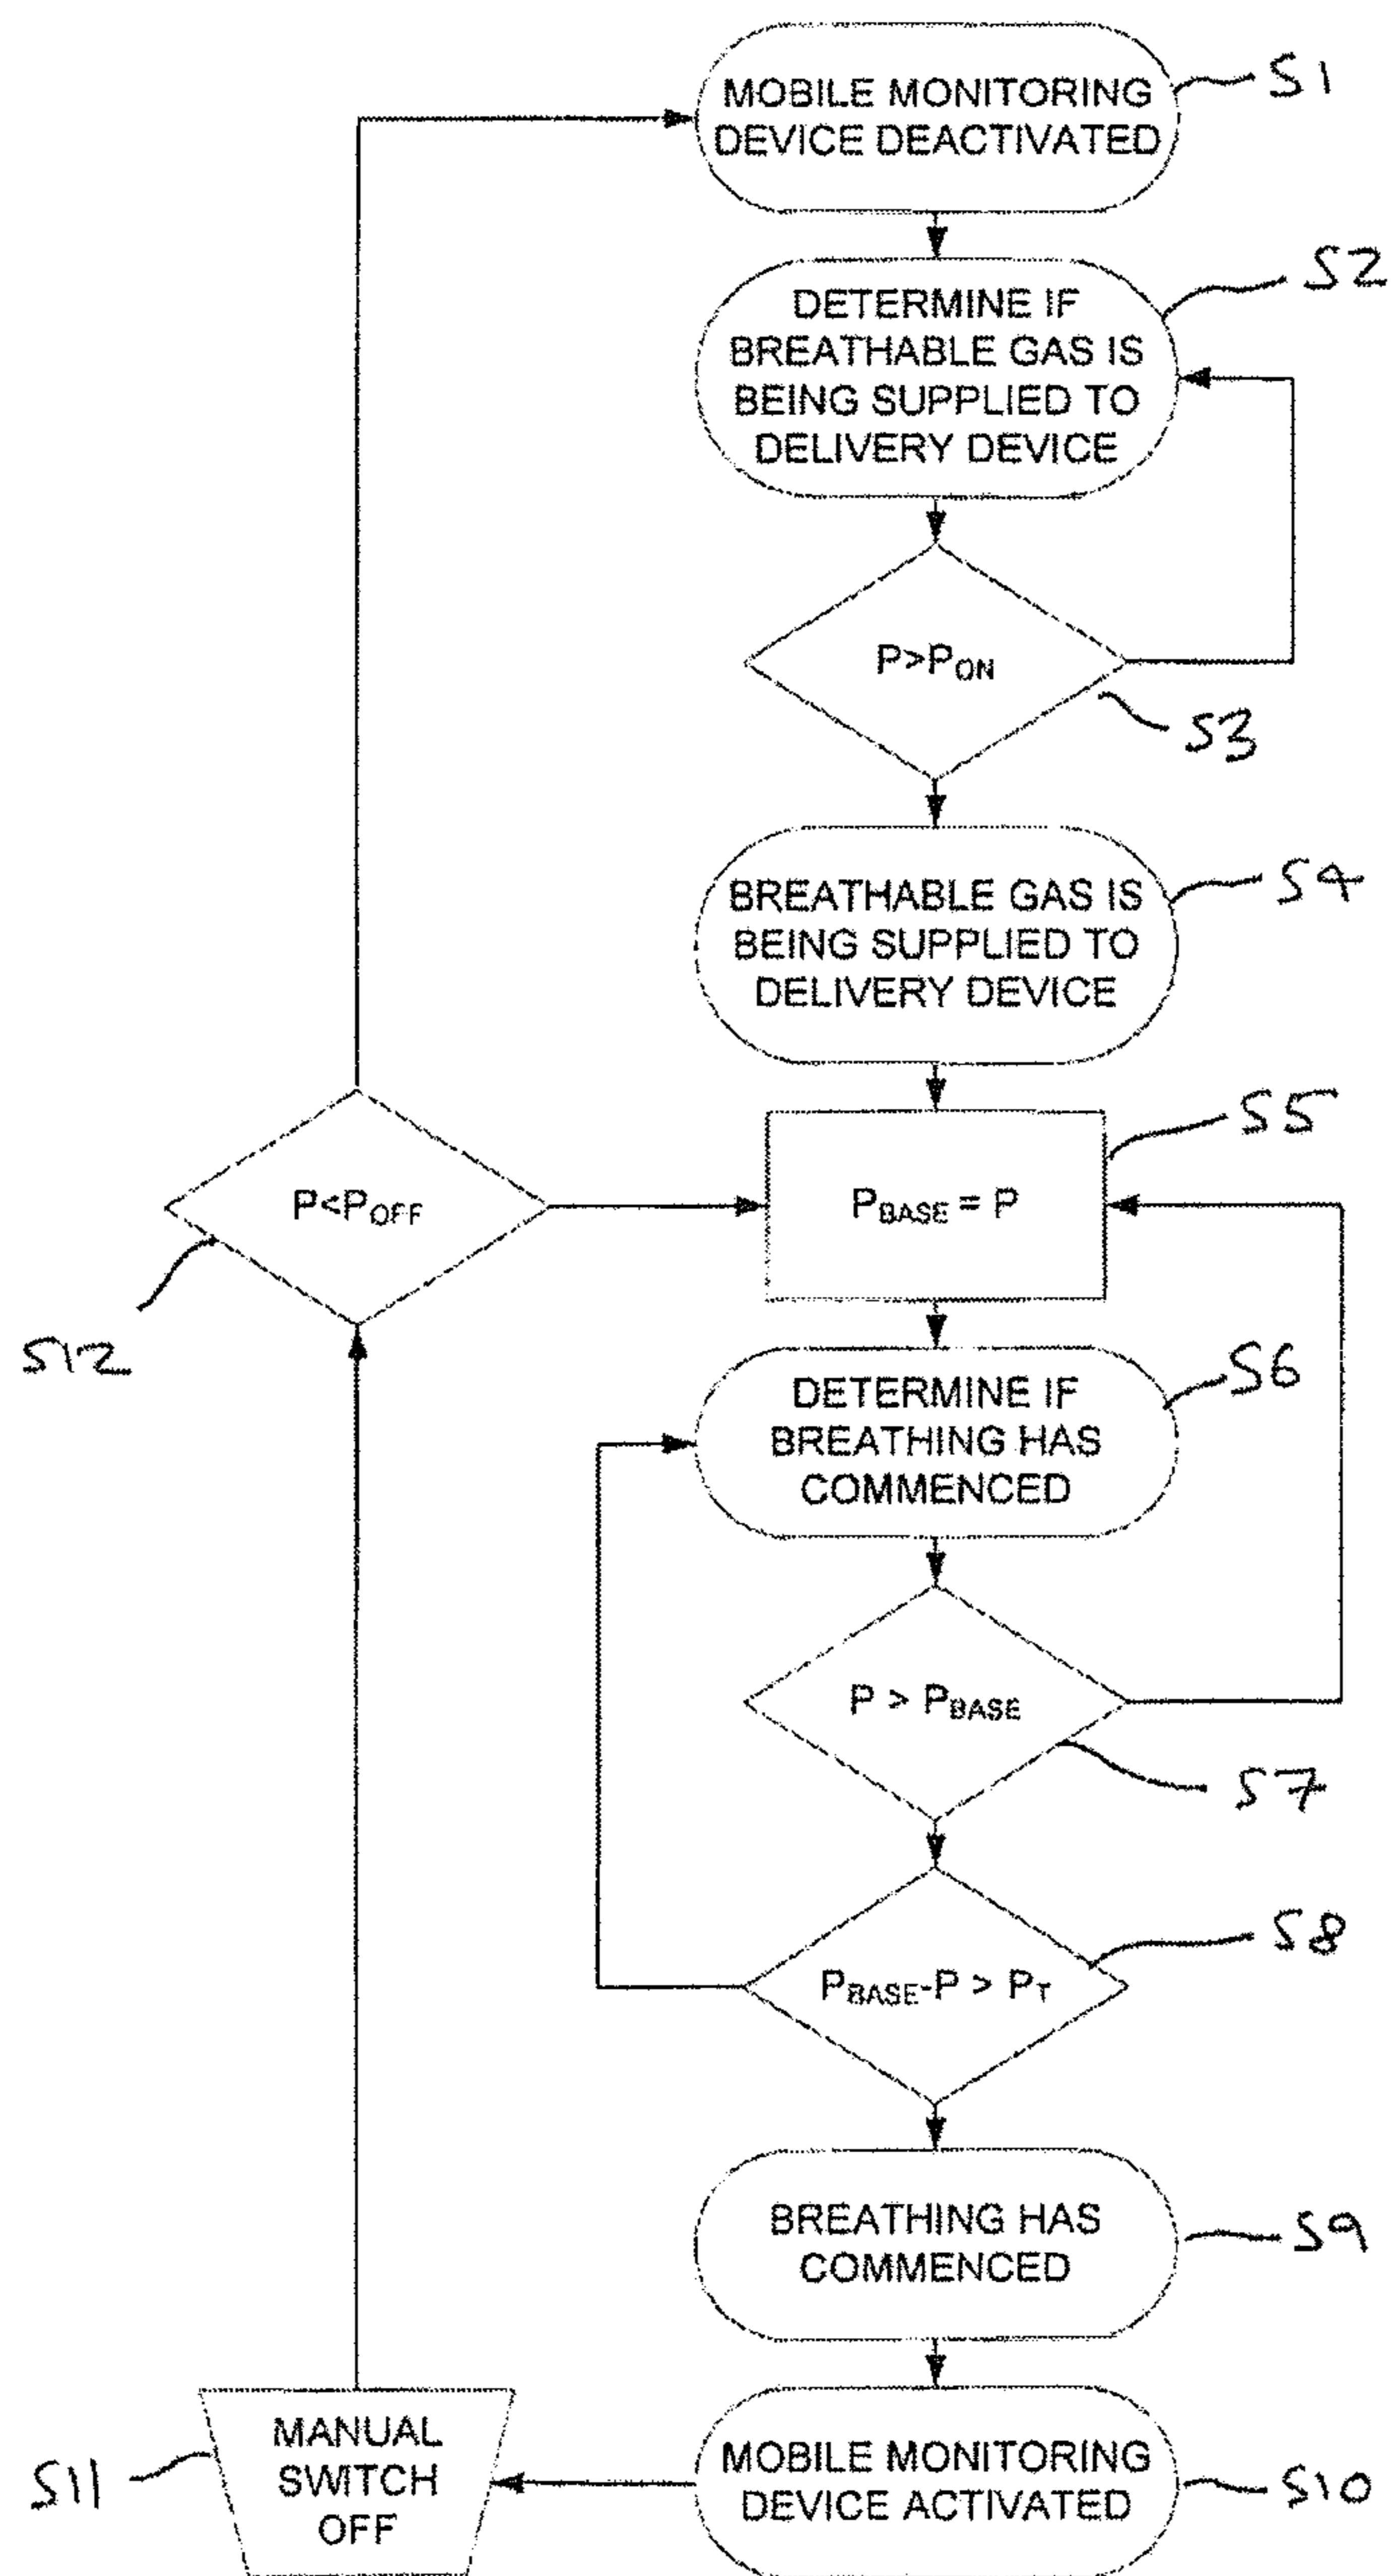 MOBILE MONITORING
DEVICE DEACTIVATED
S1
DETERMINE IF
BREATHABLE GAS IS
BEING SUPPLIED TO
DELIVERY DEVICE
S2
P>PON
S3
BREATHABLE GAS IS
BEING SUPPLIED TO
DELIVERY DEVICE
S4
P<POFF
S12
PBASE = P
S5
DETERMINE IF
BREATHING HAS
COMMENCED
S6
P > PBASE
S7
PBASE-P > PT
S8
BREATHING HAS
COMMENCED
S9
MOBILE MONITORING
DEVICE ACTIVATED
S10
MANUAL
SWITCH
OFF
S11